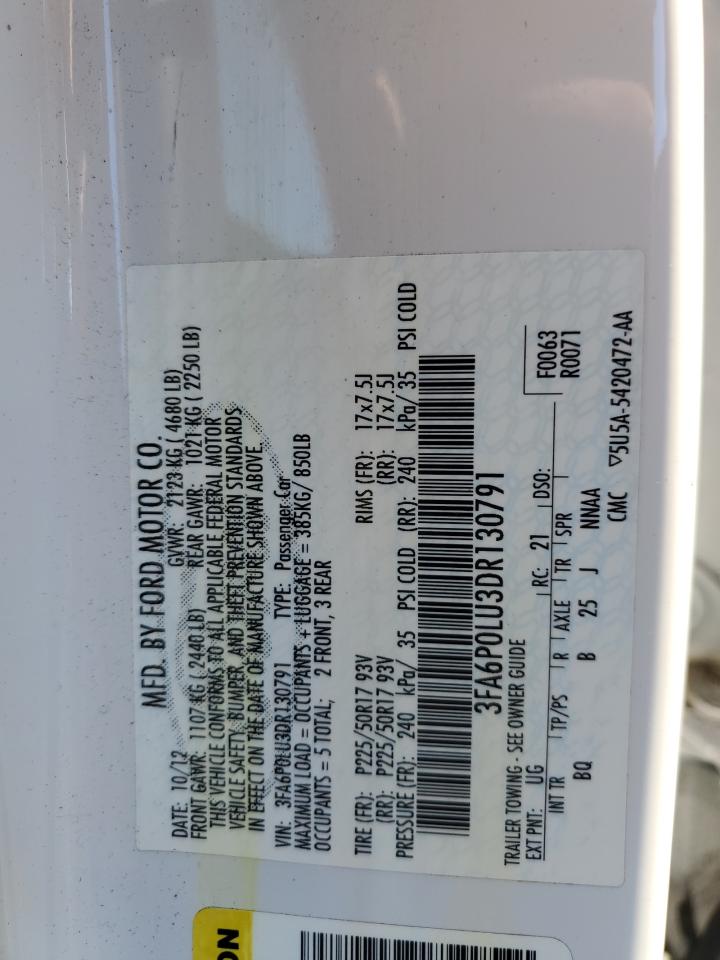 MFD. BY FORD MOTOR CO.
DATE: 10/12 GVWR: 2123 KG ( 4680 LB)
FRONT GAWR: 1107 KG ( 2440 LB) REAR GAWR: 1021 KG ( 2250 LB)
THIS VEHICLE CONFORMS TO ALL APPLICABLE FEDERAL MOTOR
VEHICLE SAFETY, BUMPER, AND THEFT PREVENTION STANDARDS
IN EFFECT ON THE DATE OF MANUFACTURE SHOWN ABOVE.
VIN: 3FA6P0LU3DR130791 TYPE: Passenger Car
MAXIMUM LOAD = OCCUPANTS + LUGGAGE = 385KG/ 850LB
OCCUPANTS = 5 TOTAL; 2 FRONT, 3 REAR
TIRE (FR): P225/50R17 93V RIMS (FR): 17x7.5J
(RR): P225/50R17 93V (RR): 17x7.5J
PRESSURE (FR): 240 kPa/ 35 PSI COLD (RR): 240 kPa/ 35 PSI COLD
3FA6P0LU3DR130791
TRAILER TOWING - SEE OWNER GUIDE
F0063
EXT PNT: UG RC: 21 DSO: R0071
INT TR TP/PS R AXLE TR SPR
BQ B 25 J NNAA
CMC ▽5U5A-5420472-AA
ON